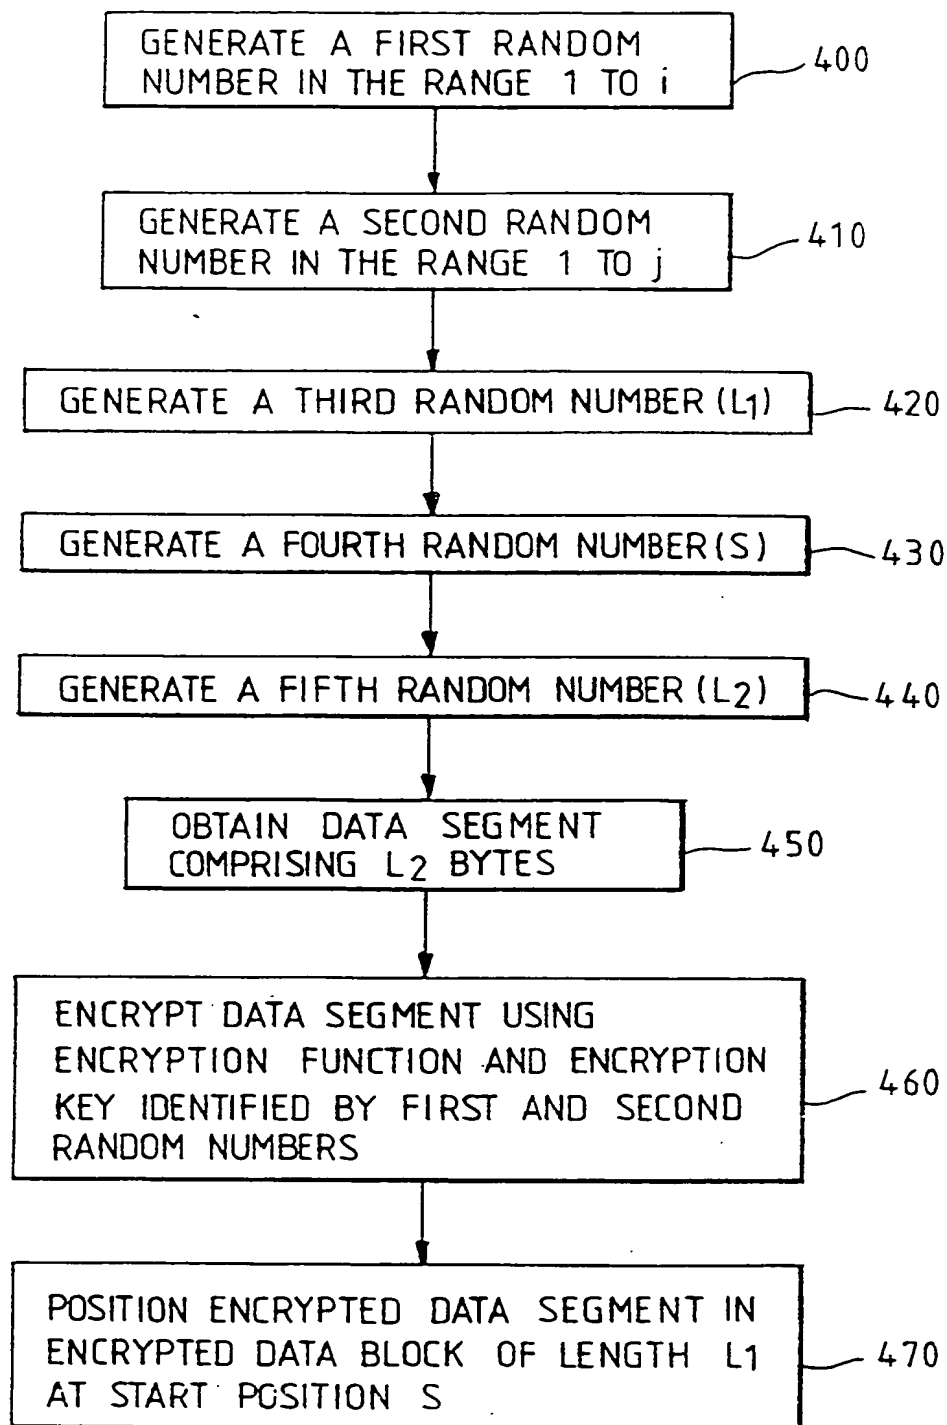 GENERATE A FIRST RANDOM
NUMBER IN THE RANGE 1 TO i
400
GENERATE A SECOND RANDOM
NUMBER IN THE RANGE 1 TO j
410
GENERATE A THIRD RANDOM NUMBER (L1)
420
GENERATE A FOURTH RANDOM NUMBER (S)
430
GENERATE A FIFTH RANDOM NUMBER (L2)
440
OBTAIN DATA SEGMENT
COMPRISING L2 BYTES
450
ENCRYPT DATA SEGMENT USING
ENCRYPTION FUNCTION AND ENCRYPTION
KEY IDENTIFIED BY FIRST AND SECOND
RANDOM NUMBERS
460
POSITION ENCRYPTED DATA SEGMENT IN
ENCRYPTED DATA BLOCK OF LENGTH L1
AT START POSITION S
470